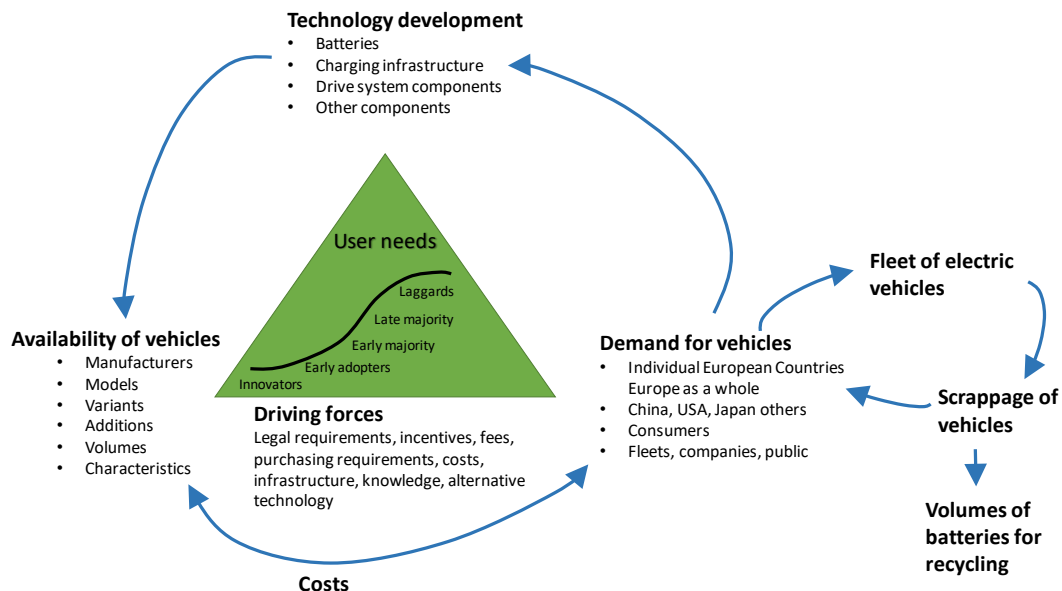 Technology development
• Batteries
• Charging infrastructure
• Drive system components
• Other components
User needs
Laggards
Late majority
Early majority
Early adopters
Innovators
Availability of vehicles
• Manufacturers
• Models
• Variants
• Additions
• Volumes
• Characteristics
Driving forces
Legal requirements, incentives, fees,
purchasing requirements, costs,
infrastructure, knowledge, alternative
technology
Costs
Demand for vehicles
• Individual European Countries
Europe as a whole
• China, USA, Japan others
• Consumers
• Fleets, companies, public
Fleet of electric
vehicles
Scrappage of
vehicles
Volumes of
batteries for
recycling